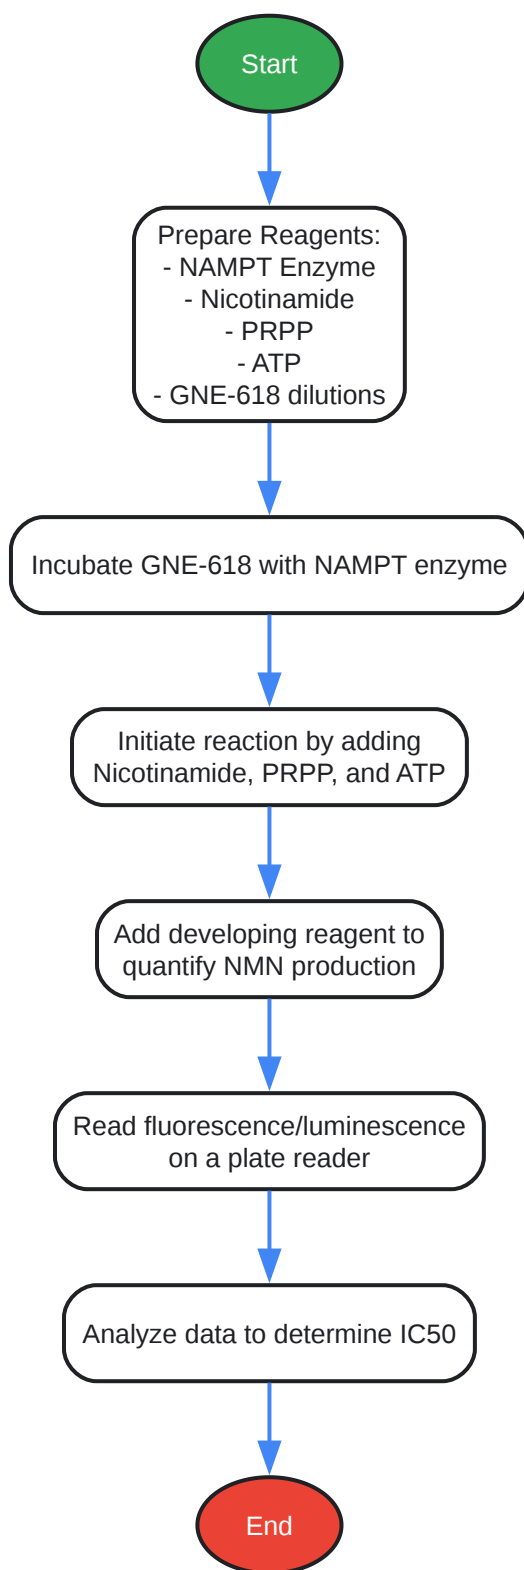 Start
Prepare Reagents:
- NAMPT Enzyme
- Nicotinamide
- PRPP
- ATP
- GNE-618 dilutions
Incubate GNE-618 with NAMPT enzyme
Initiate reaction by adding
Nicotinamide, PRPP, and ATP
Add developing reagent to
quantify NMN production
Read fluorescence/luminescence
on a plate reader
Analyze data to determine IC50
End